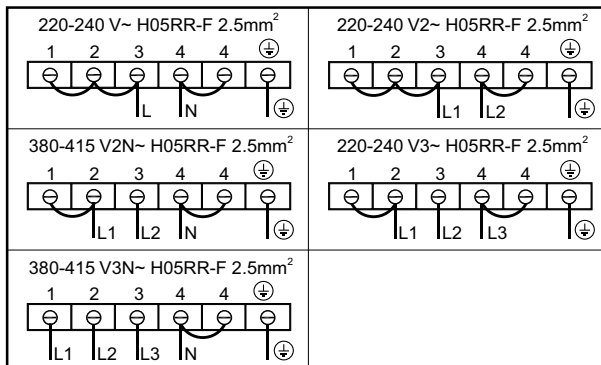 220-240 V~ H05RR-F 2.5mm²
1 2 3 4 4
L N
220-240 V2~ H05RR-F 2.5mm²
1 2 3 4 4
L1 L2
380-415 V2N~ H05RR-F 2.5mm²
1 2 3 4 4
L1 L2 N
220-240 V3~ H05RR-F 2.5mm²
1 2 3 4 4
L1 L2 L3
380-415 V3N~ H05RR-F 2.5mm²
1 2 3 4 4
L1 L2 L3 N